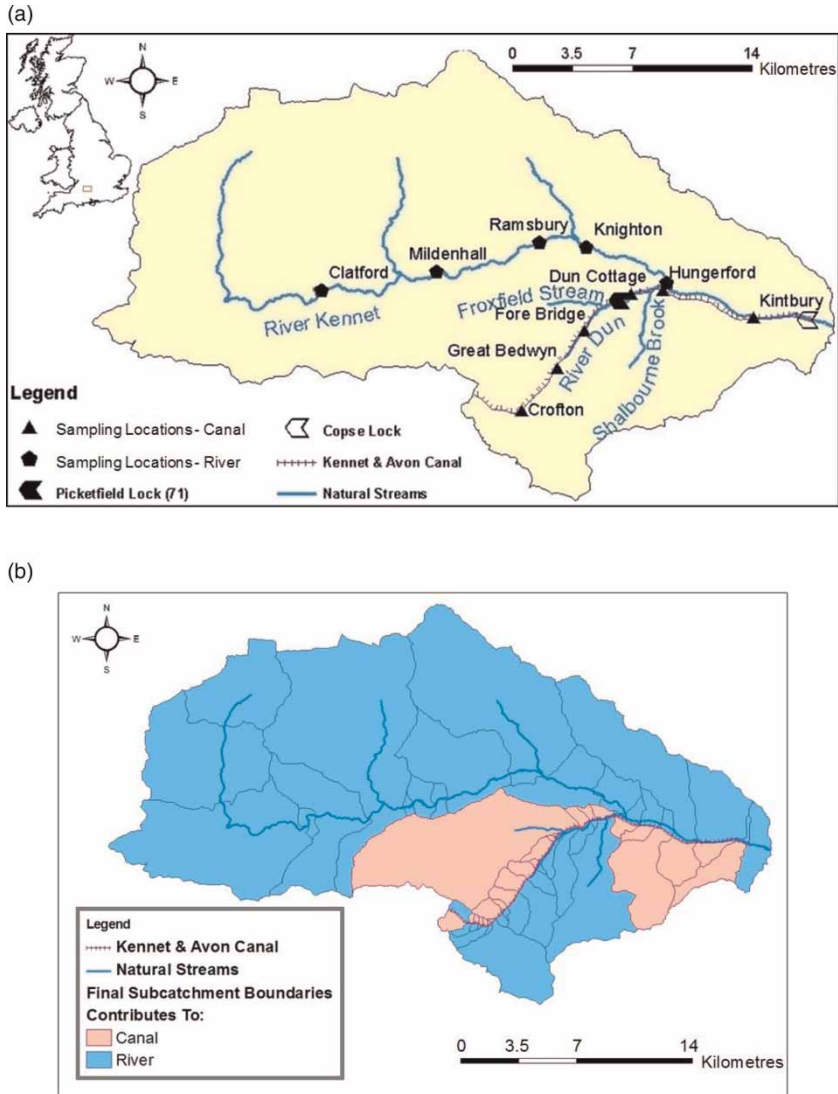 (a)
N
W E
S
0 3.5 7 14
Kilometres
Ramsbury
Knighton
Mildenhall
Clatford
Dun Cottage
Hungerford
River Kennet
Froxfield Stream
Kintbury
Fore Bridge
River Dun
Shalbourne Brook
Great Bedwyn
Crofton
Legend
Sampling Locations- Canal
Copse Lock
Sampling Locations- River
Kennet & Avon Canal
Picketfield Lock (71)
Natural Streams
(b)
N
W E
S
Legend
Kennet & Avon Canal
Natural Streams
Final Subcatchment Boundaries
Contributes To:
Canal
River
0 3.5 7 14
Kilometres